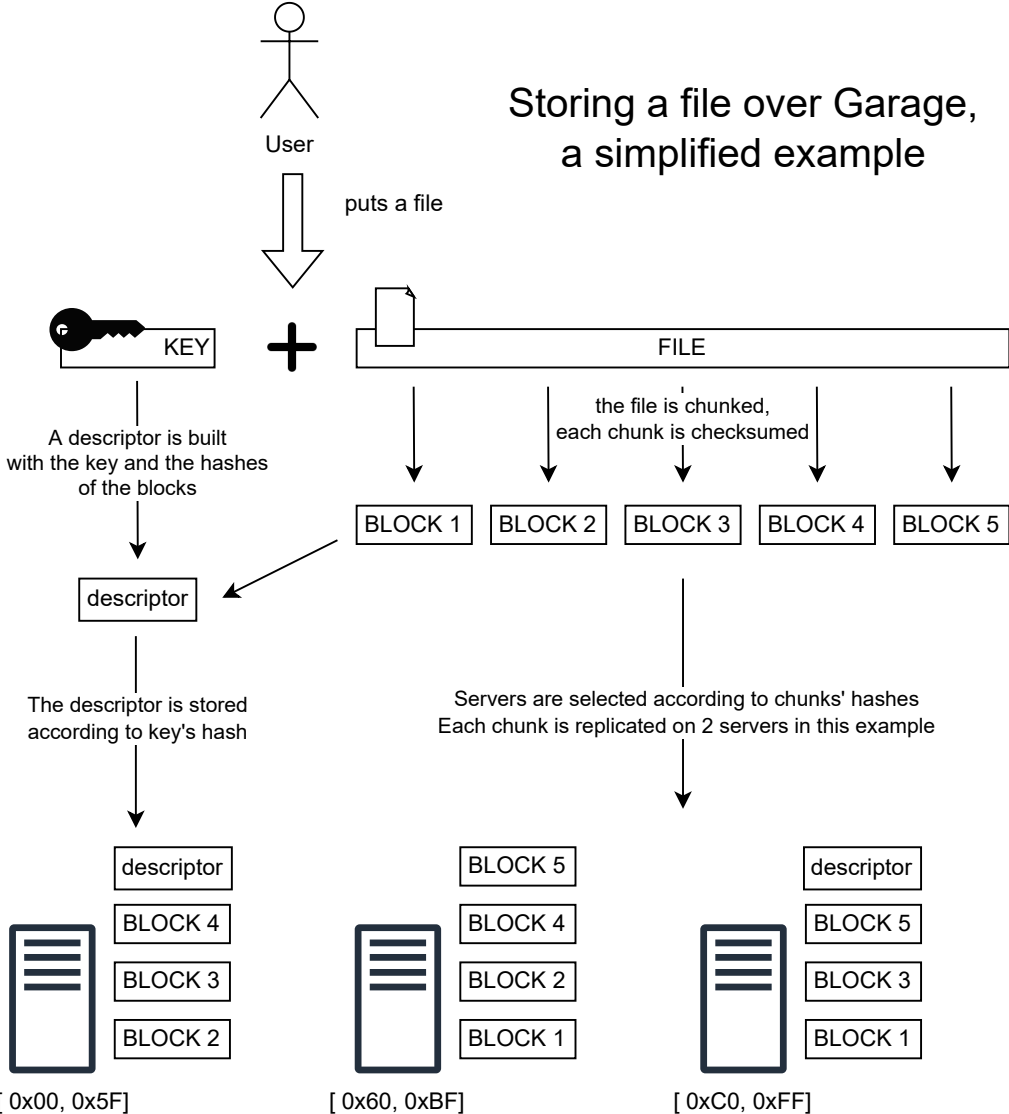 Storing a file over Garage,
a simplified example
User
puts a file
KEY
FILE
the file is chunked,
each chunk is checksumed
A descriptor is built
with the key and the hashes
of the blocks
BLOCK 1
BLOCK 2
BLOCK 3
BLOCK 4
BLOCK 5
descriptor
The descriptor is stored
according to key's hash
Servers are selected according to chunks' hashes
Each chunk is replicated on 2 servers in this example
descriptor
BLOCK 4
BLOCK 3
BLOCK 2
[ 0x00, 0x5F]
BLOCK 5
BLOCK 4
BLOCK 2
BLOCK 1
[ 0x60, 0xBF]
descriptor
BLOCK 5
BLOCK 3
BLOCK 1
[ 0xC0, 0xFF]